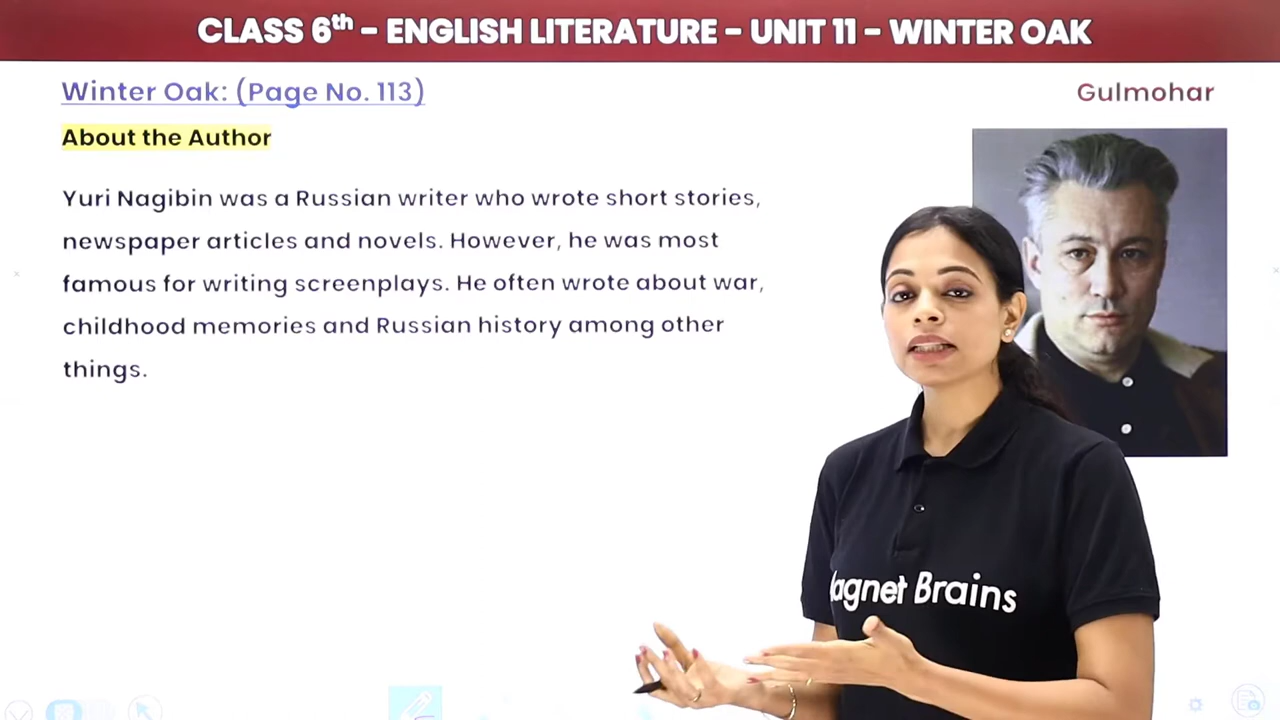 CLASS 6th – ENGLISH LITERATURE – UNIT 11 – WINTER OAK
Winter Oak: (Page No. 113)
Gulmohar
About the Author
Yuri Nagibin was a Russian writer who wrote short stories,
newspaper articles and novels. However, he was most
famous for writing screenplays. He often wrote about war,
childhood memories and Russian history among other
things.
agnet Brains